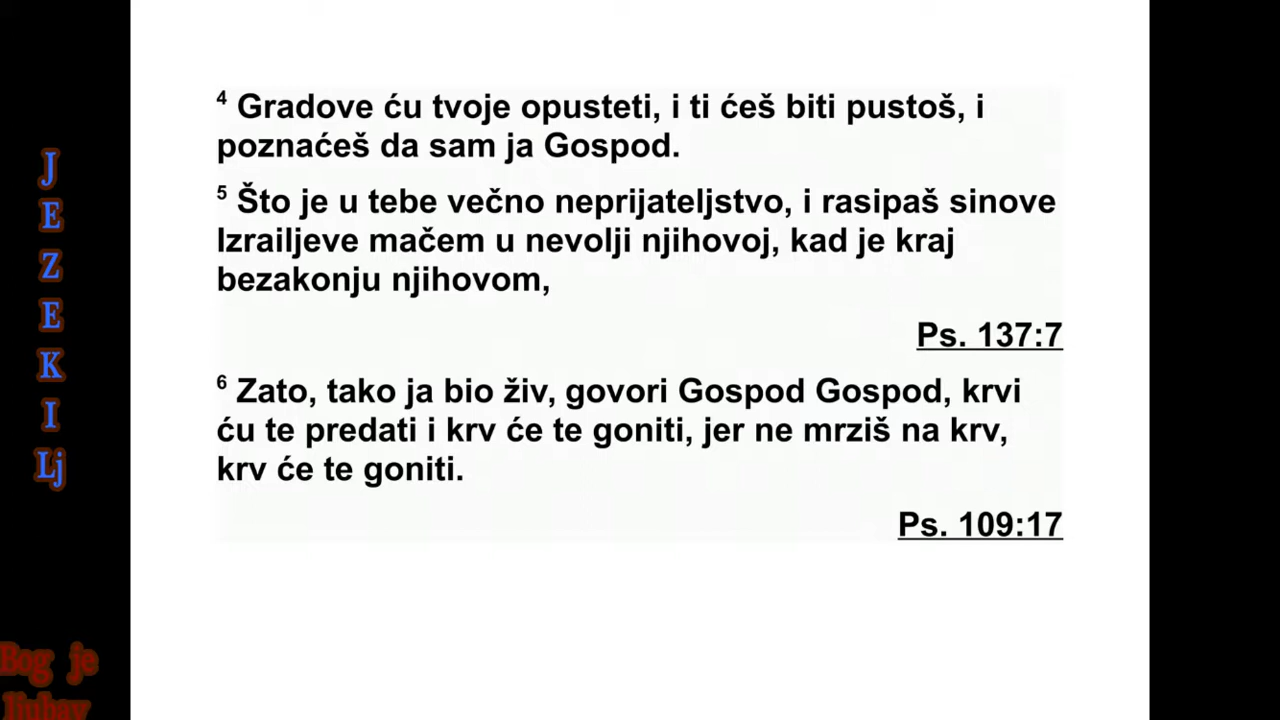 J
E
Z
E
K
I
Lj
Bog je
ljubav
4 Gradove ću tvoje opusteti, i ti ćeš biti pustoš, i
poznaćeš da sam ja Gospod.
5 Što je u tebe večno neprijateljstvo, i rasipaš sinove
Izrailjeve mačem u nevolji njihovoj, kad je kraj
bezakonju njihovom,
Ps. 137:7
6 Zato, tako ja bio živ, govori Gospod Gospod, krvi
ću te predati i krv će te goniti, jer ne mrziš na krv,
krv će te goniti.
Ps. 109:17